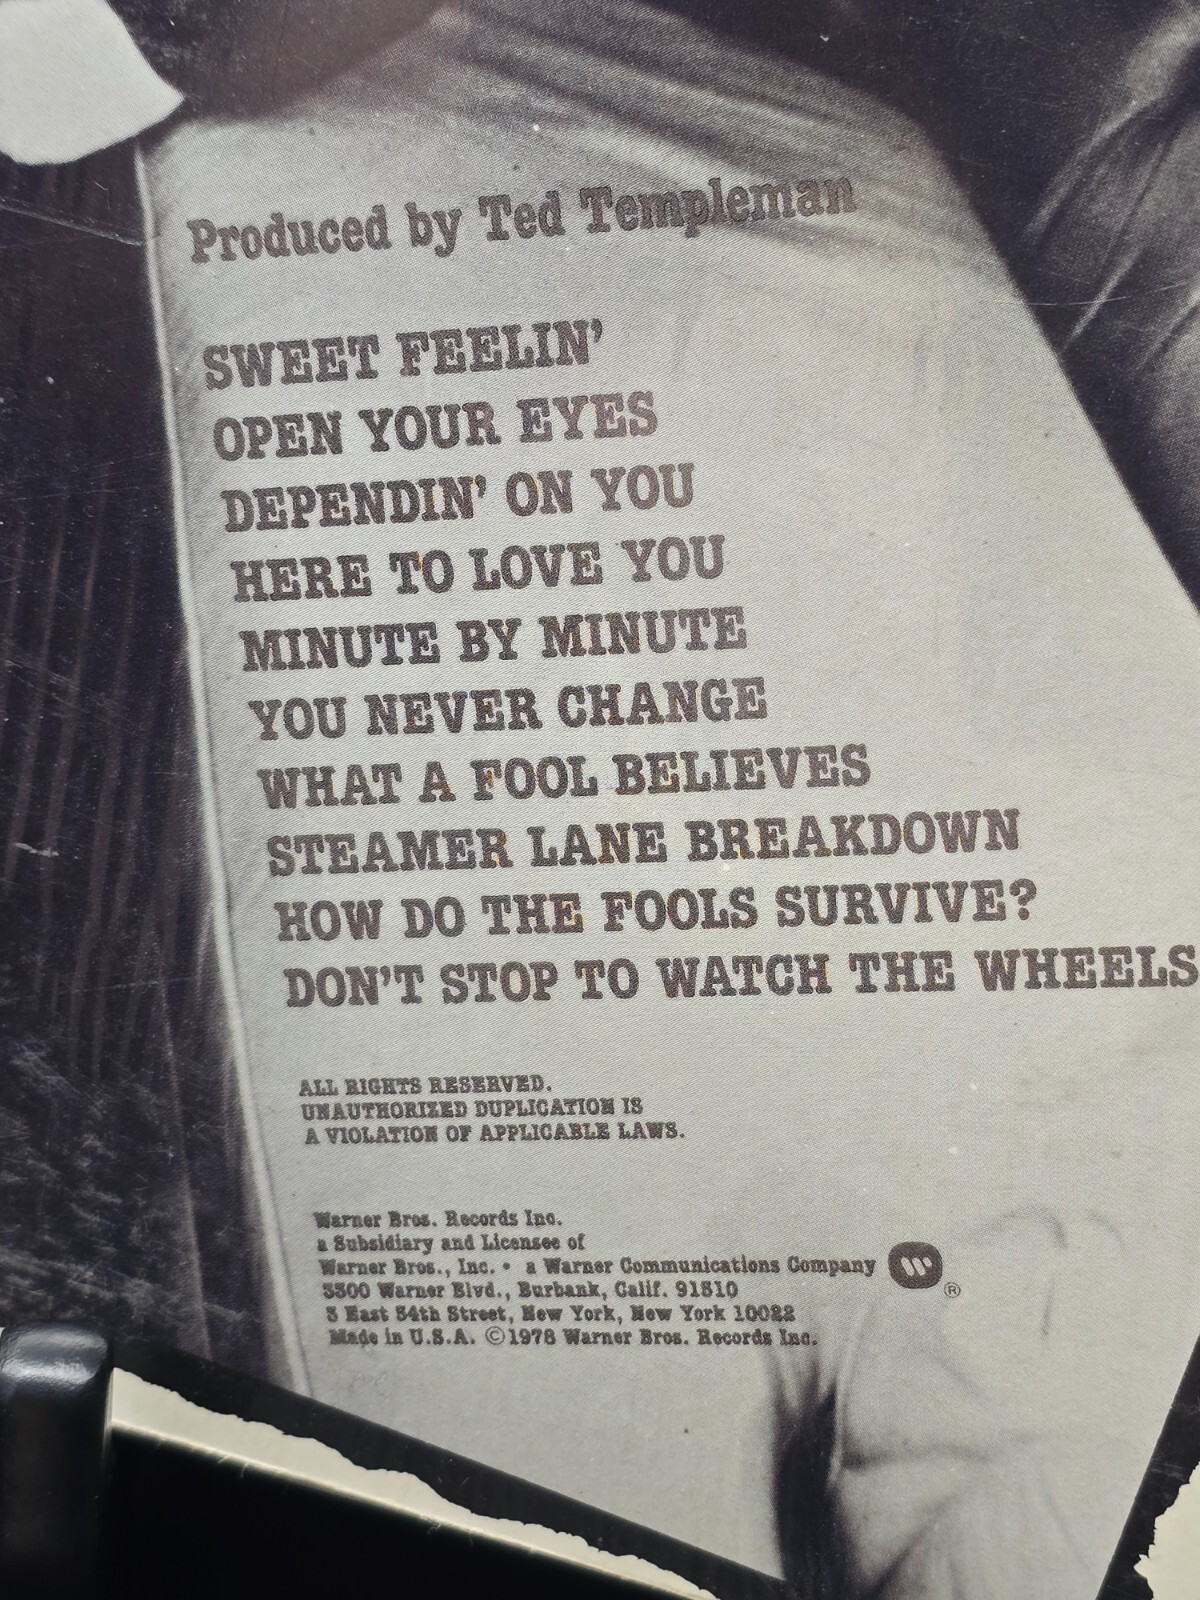 Produced by Ted Templeman
SWEET FEELIN'
OPEN YOUR EYES
DEPENDIN' ON YOU
HERE TO LOVE YOU
MINUTE BY MINUTE
YOU NEVER CHANGE
WHAT A FOOL BELIEVES
STEAMER LANE BREAKDOWN
HOW DO THE FOOLS SURVIVE?
DON'T STOP TO WATCH THE WHEELS
ALL RIGHTS RESERVED.
UNAUTHORIZED DUPLICATION IS
A VIOLATION OF APPLICABLE LAWS.
Warner Bros. Records Inc.
a Subsidiary and Licensee of
Warner Bros., Inc. • a Warner Communications Company ®
3300 Warner Blvd., Burbank, Calif. 91510
3 East 54th Street, New York, New York 10022
Made in U.S.A. ©1978 Warner Bros. Records Inc.